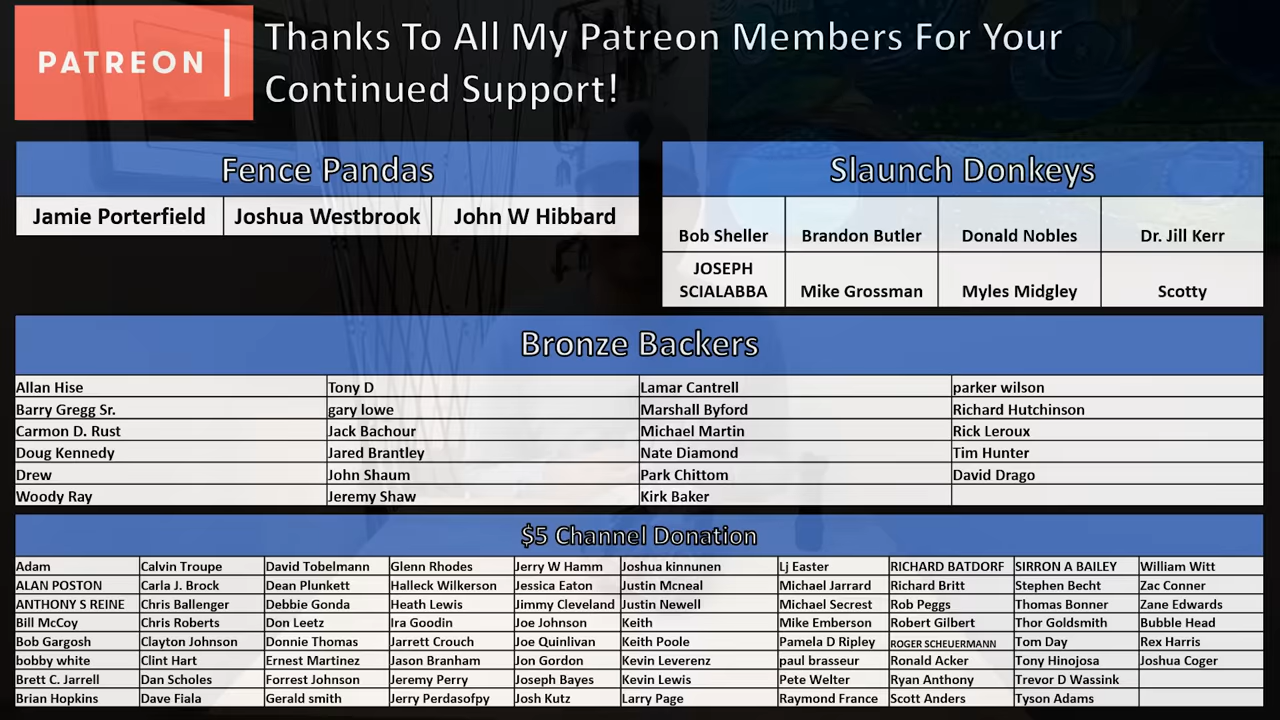 PATREON
Thanks To All My Patreon Members For Your
Continued Support!
Fence Pandas
Jamie Porterfield Joshua Westbrook John W Hibbard
Slaunch Donkeys
Bob Sheller Brandon Butler Donald Nobles Dr. Jill Kerr
JOSEPH
SCIALABBA Mike Grossman Myles Midgley Scotty
Bronze Backers
Allan Hise Tony D Lamar Cantrell parker wilson
Barry Gregg Sr. gary lowe Marshall Byford Richard Hutchinson
Carmon D. Rust Jack Bachour Michael Martin Rick Leroux
Doug Kennedy Jared Brantley Nate Diamond Tim Hunter
Drew John Shaum Park Chittom David Drago
Woody Ray Jeremy Shaw Kirk Baker
$5 Channel Donation
Adam Calvin Troupe David Tobelmann Glenn Rhodes Jerry W Hamm Joshua kinnunen Lj Easter RICHARD BATDORF SIRRON A BAILEY William Witt
ALAN POSTON Carla J. Brock Dean Plunkett Halleck Wilkerson Jessica Eaton Justin Mcneal Michael Jarrard Richard Britt Stephen Becht Zac Conner
ANTHONY S REINE Chris Ballenger Debbie Gonda Heath Lewis Jimmy Cleveland Justin Newell Michael Secrest Rob Peggs Thomas Bonner Zane Edwards
Bill McCoy Chris Roberts Don Leetz Ira Goodin Joe Johnson Keith Mike Emberson Robert Gilbert Thor Goldsmith Bubble Head
Bob Gargosh Clayton Johnson Donnie Thomas Jarrett Crouch Joe Quinlivan Keith Poole Pamela D Ripley ROGER SCHEUERMANN Tom Day Rex Harris
bobby white Clint Hart Ernest Martinez Jason Branham Jon Gordon Kevin Leverenz paul brasseur Ronald Acker Tony Hinojosa Joshua Coger
Brett C. Jarrell Dan Scholes Forrest Johnson Jeremy Perry Joseph Bayes Kevin Lewis Pete Welter Ryan Anthony Trevor D Wassink
Brian Hopkins Dave Fiala Gerald smith Jerry Perdasofpy Josh Kutz Larry Page Raymond France Scott Anders Tyson Adams